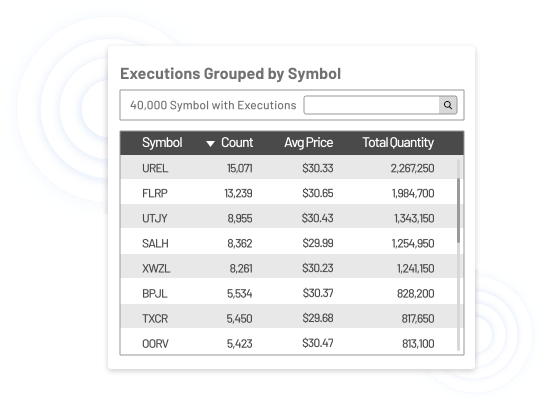 Executions Grouped by Symbol
40,000 Symbol with Executions
Symbol Count Avg Price Total Quantity
UREL 15,071 $30.33 2,267,250
FLRP 13,239 $30.65 1,984,700
UTJY 8,955 $30.43 1,343,150
SALH 8,362 $29.99 1,254,950
XWZL 8,261 $30.23 1,241,150
BPJL 5,534 $30.37 828,200
TXCR 5,450 $29.68 817,650
OORV 5,423 $30.47 813,100